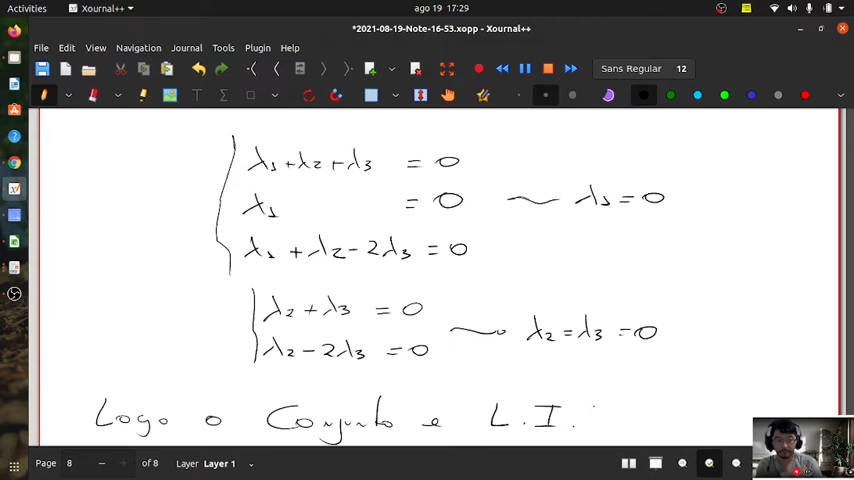 Activities Xournal++ ago 19 17:29
*2021-08-19-Note-16-53.xopp - Xournal++
File Edit View Navigation Journal Tools Plugin Help
Sans Regular 12
λ1+λ2+λ3 = 0
λ1 = 0 ~ λ1=0
λ1+λ2-2λ3=0
λ2+λ3 = 0
λ2-2λ3 =0 ~ λ2=λ3=0
Logo o Conjunto e L.I.
Page 8 − + of 8 Layer Layer 1